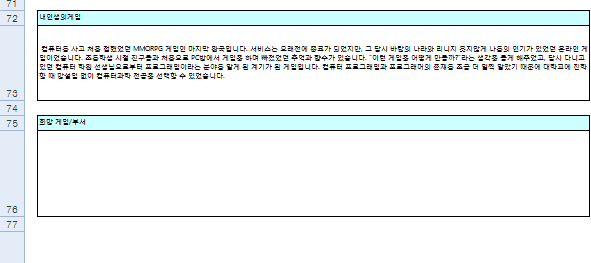 71
72
내인생의게임
컴퓨터을 사고 처음 접했었던 MMORPG 게임인 마지막 왕국입니다. 서비스는 오래전에 종료가 되었지만, 그 당시 바람의 나라와 리니지 못지않게 나름의 인기가 있었던 온라인 게
임이었습니다. 초등학생 시절 친구들과 처음으로 PC방에서 게임을 하며 빠졌었던 추억과 향수가 있습니다. "이런 게임을 어떻게 만들까?"라는 생각을 품게 해주었고, 당시 다니고
있던 컴퓨터 학원 선생님으로부터 프로그래밍이라는 분야를 알게 된 계기가 된 게임입니다. 컴퓨터 프로그래밍과 프로그래머의 존재를 조금 더 일찍 알았기 때문에 대학교에 진학
할 때 망설임 없이 컴퓨터과학 전공을 선택할 수 있었습니다.
73
74
75
희망 게임/부서
76
77